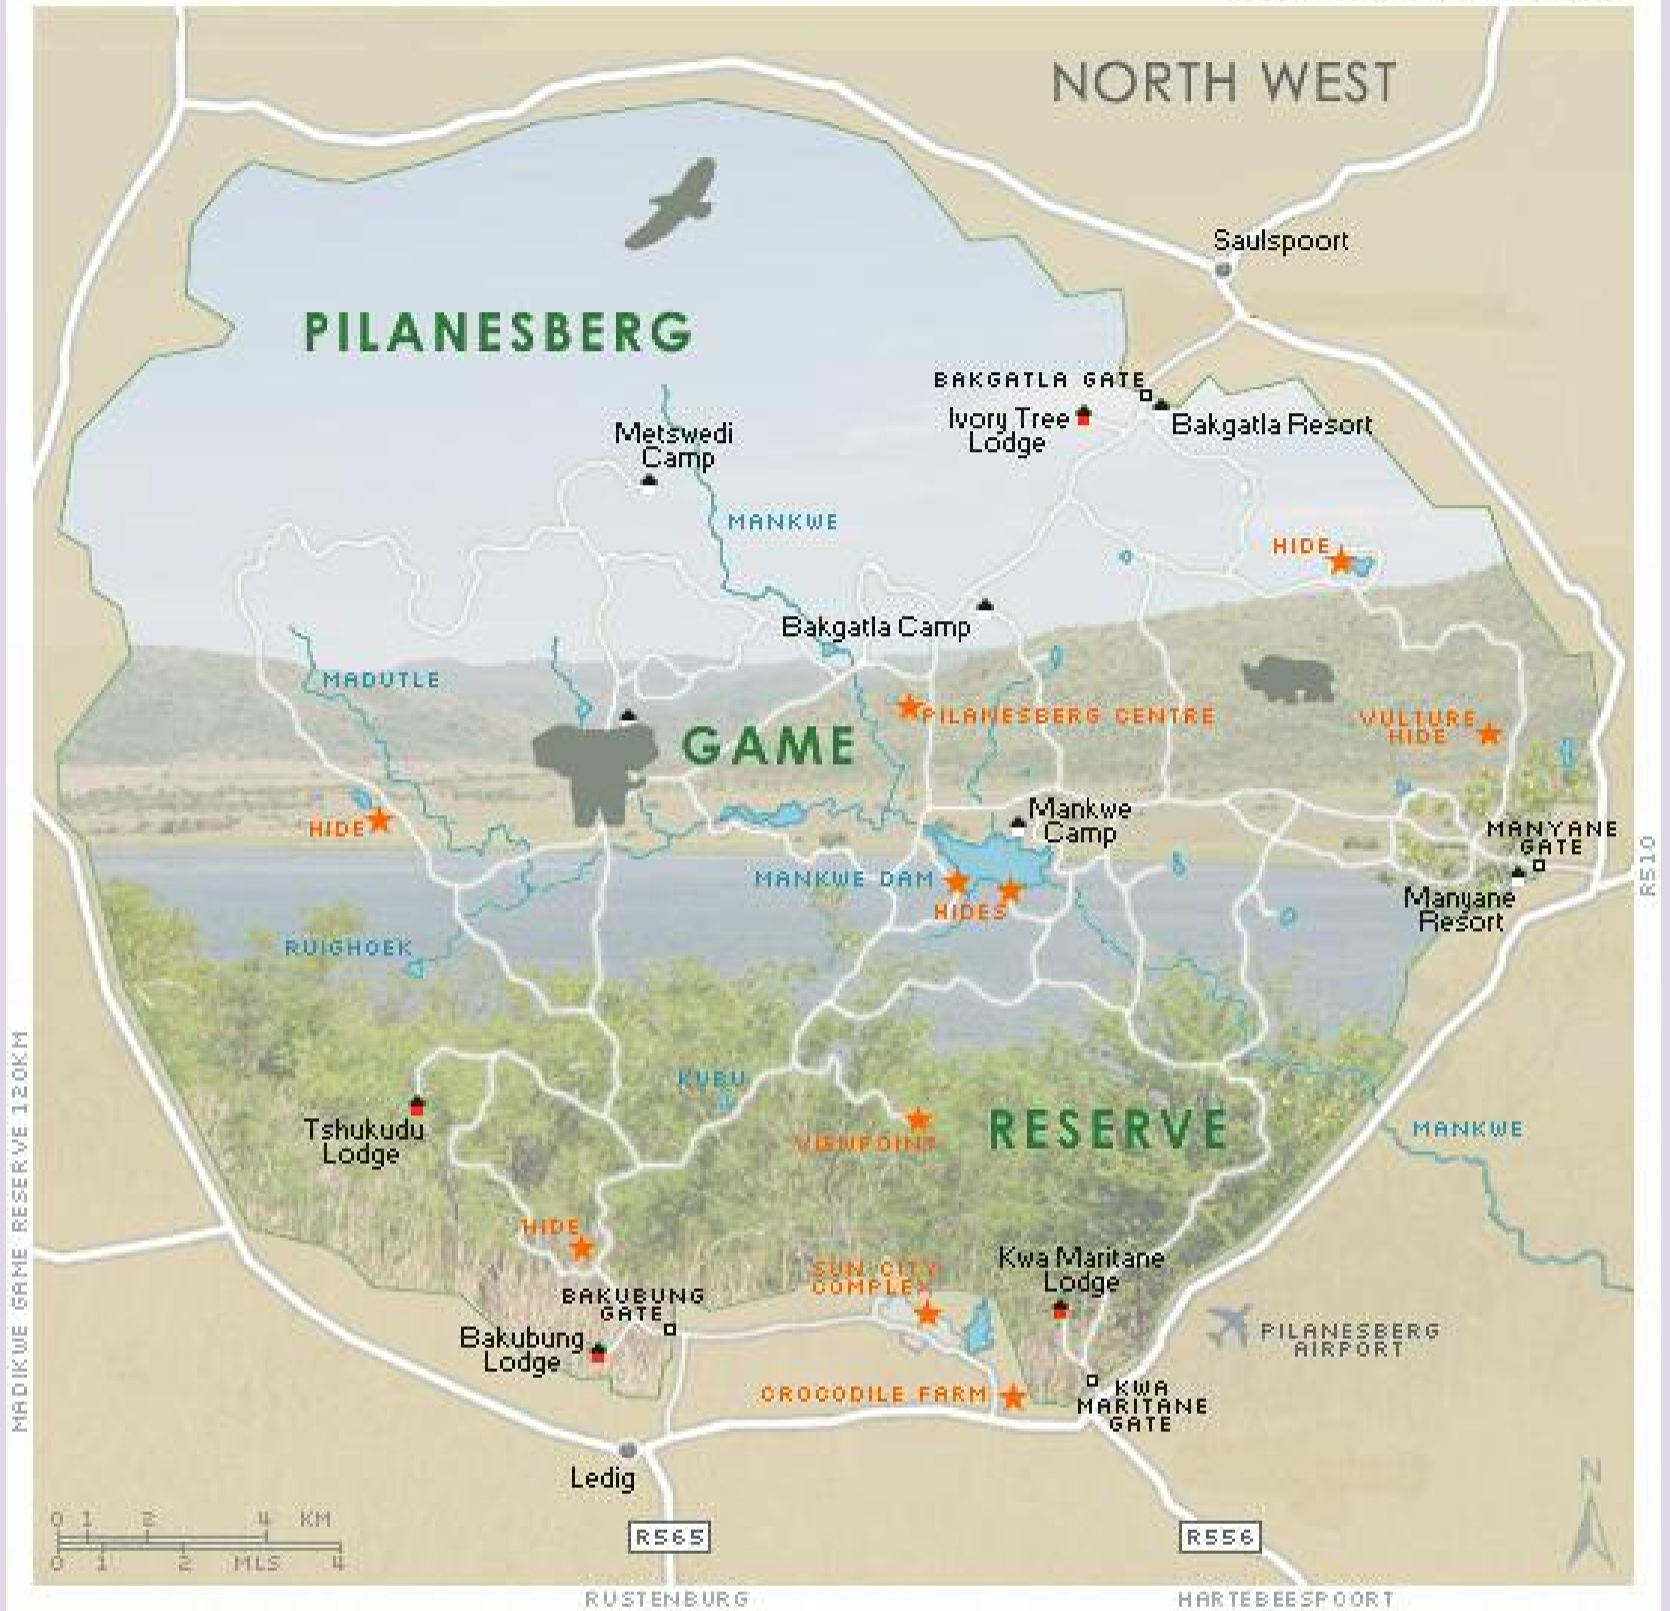 NORTH WEST
Saulspoort
PILANESBERG
BAKGATLA GATE
Ivory Tree
Lodge
Bakgatla Resort
Metswedi
Camp
MANKWE
HIDE
Bakgatla Camp
MADUTLE
PILANESBERG CENTRE
VULTURE
HIDE
GAME
Mankwe
Camp
HIDE
MANYANE
GATE
R510
MANKWE DAM
HIDES
Manyane
Resort
RUIGHOEK
KUBU
Tshukudu
Lodge
VIEWPOINT
RESERVE
MANKWE
MADIKWE GAME RESERVE 120KM
HIDE
SUN CITY
COMPLEX
Kwa Maritane
Lodge
BAKUBUNG
GATE
Bakubung
Lodge
PILANESBERG
AIRPORT
CROCODILE FARM
KWA
MARITANE
GATE
Ledig
N
0 1 2 4 KM
0 1 2 MLS 4
R565
R556
RUSTENBURG
HARTEBEESPOORT